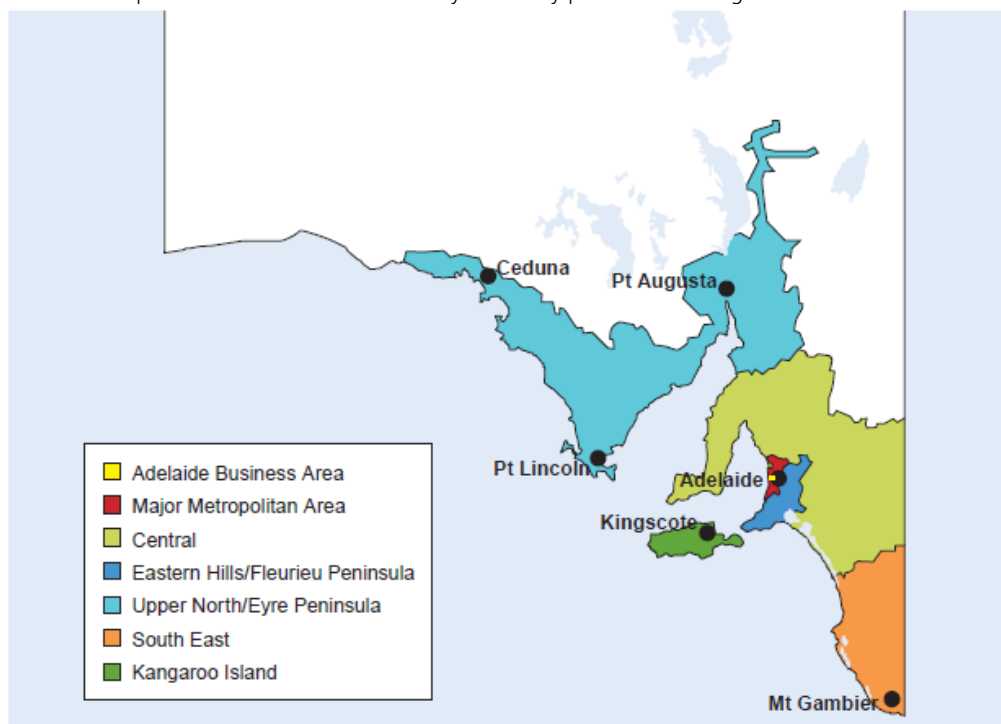 Ceduna
Pt Augusta
Pt Lincoln
Adelaide
Kingscote
Mt Gambier
Adelaide Business Area
Major Metropolitan Area
Central
Eastern Hills/Fleurieu Peninsula
Upper North/Eyre Peninsula
South East
Kangaroo Island